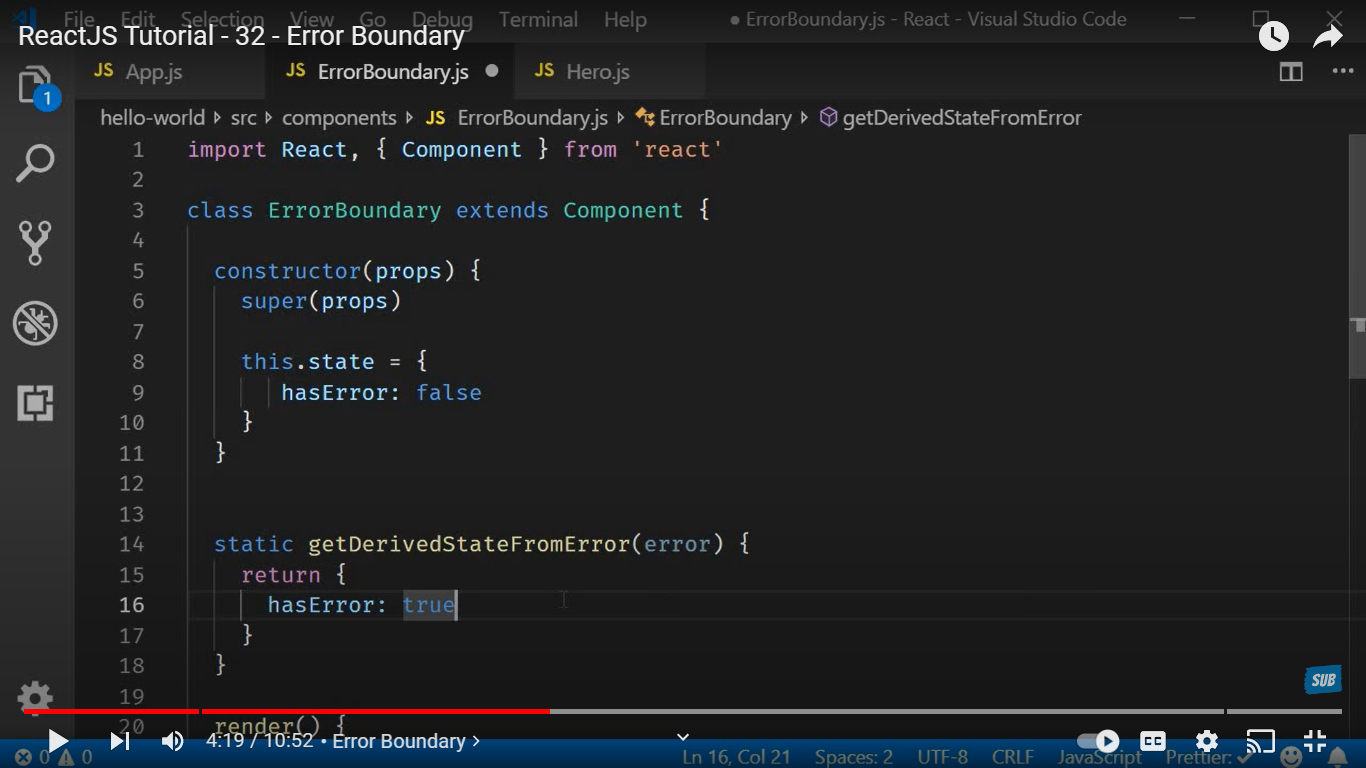 File Edit Selection View Go Debug Terminal Help ● ErrorBoundary.js - React - Visual Studio Code
ReactJS Tutorial - 32 - Error Boundary
JS App.js JS ErrorBoundary.js ● JS Hero.js
1
hello-world src components JS ErrorBoundary.js ErrorBoundary getDerivedStateFromError
1 import React, { Component } from 'react'
2
3 class ErrorBoundary extends Component {
4
5 constructor(props) {
6 super(props)
7
8 this.state = {
9 hasError: false
10 }
11 }
12
13
14 static getDerivedStateFromError(error) {
15 return {
16 hasError: true
17 }
18 }
19
SUB
20 render() {
4:19 / 10:52 • Error Boundary
CC
0 0 Ln 16, Col 21 Spaces: 2 UTF-8 CRLF JavaScript Prettier: ✓